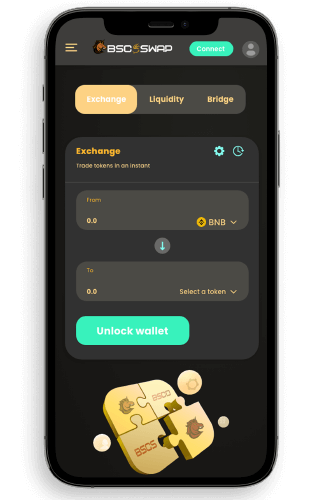 BSCSWAP
Connect
Exchange Liquidity Bridge
Exchange
Trade tokens in an instant
From
0.0 BNB
To
0.0 Select a token
Unlock wallet
BSCS